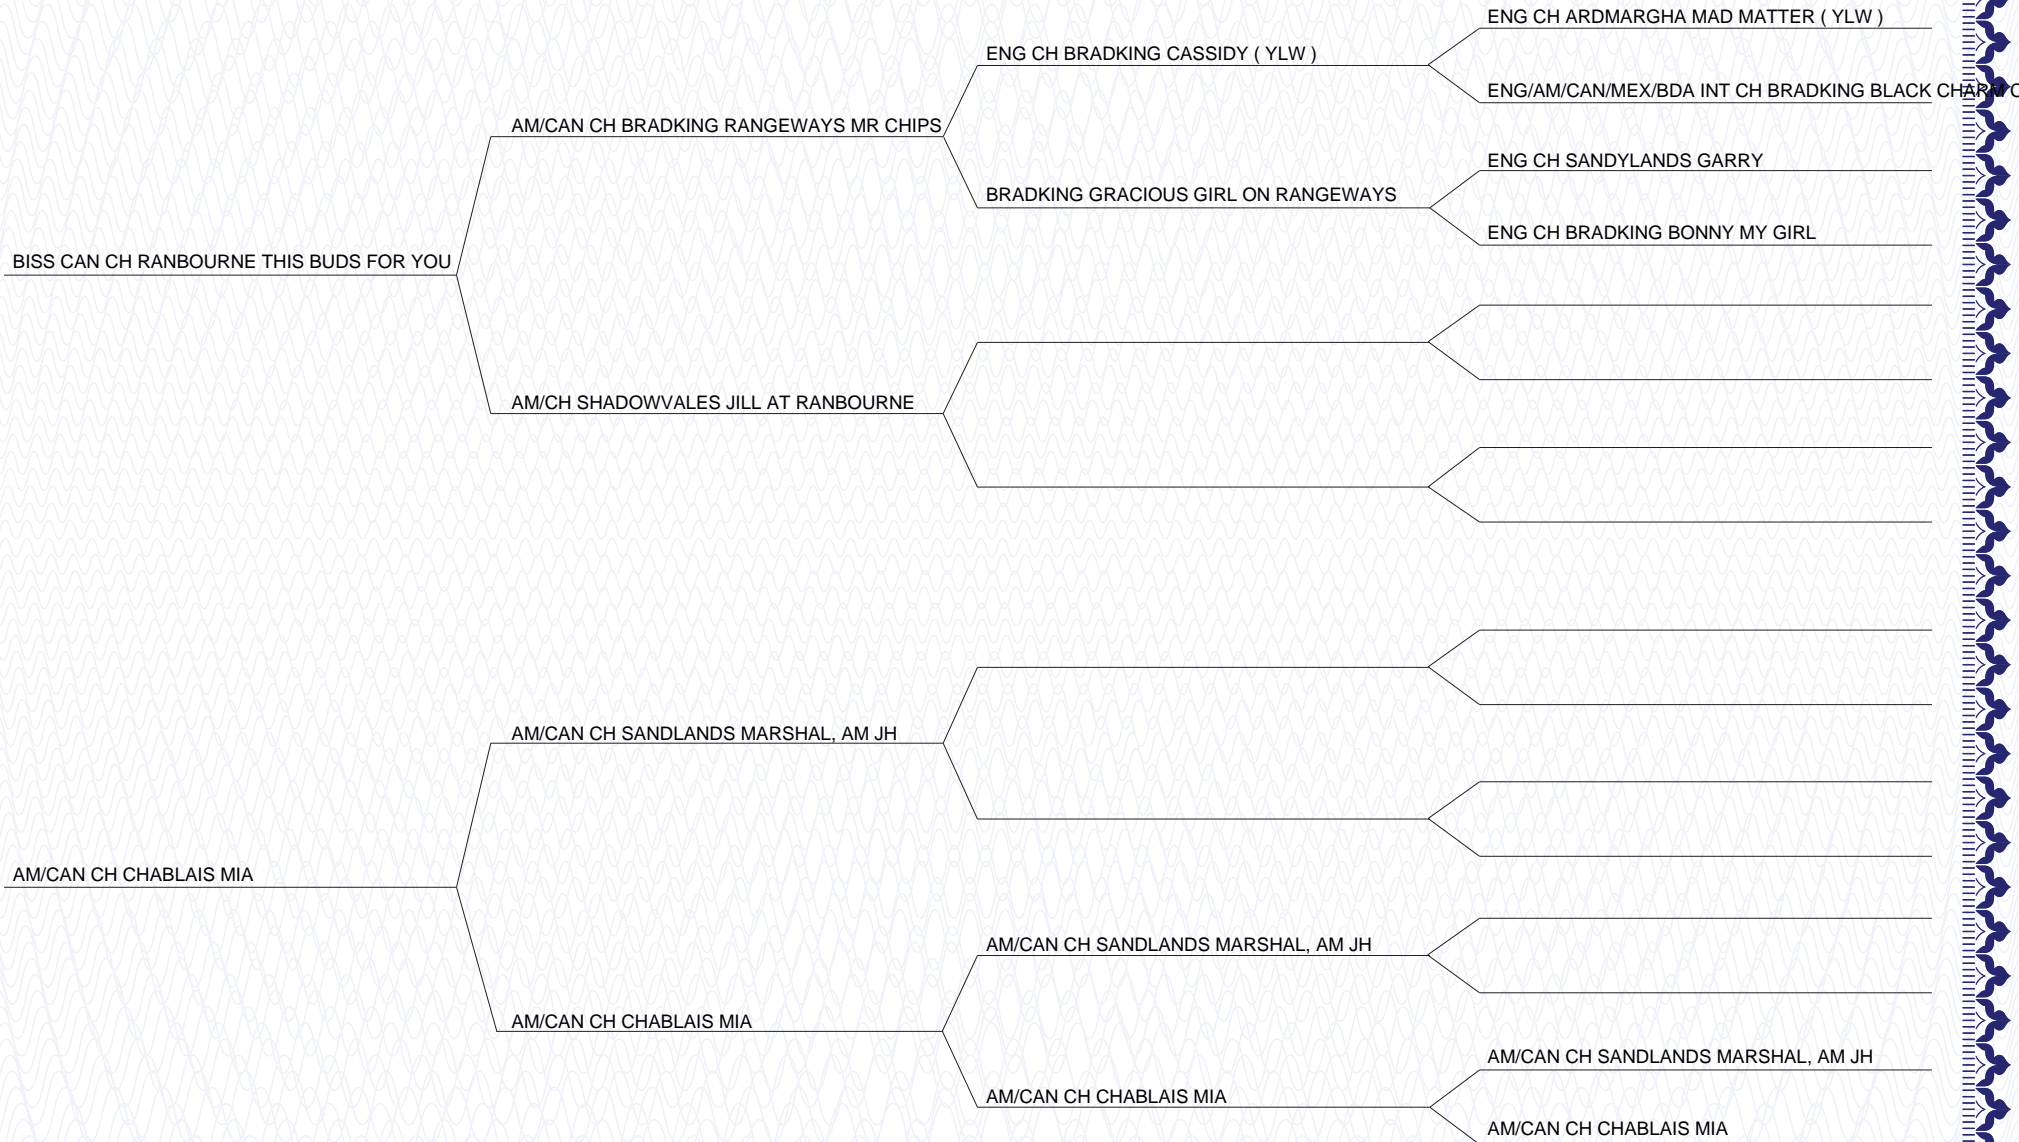 ENG CH ARDMARGHA MAD MATTER ( YLW )
ENG CH BRADKING CASSIDY ( YLW )
ENG/AM/CAN/MEX/BDA INT CH BRADKING BLACK CHARM C
AM/CAN CH BRADKING RANGEWAYS MR CHIPS
ENG CH SANDYLANDS GARRY
BRADKING GRACIOUS GIRL ON RANGEWAYS
ENG CH BRADKING BONNY MY GIRL
BISS CAN CH RANBOURNE THIS BUDS FOR YOU
AM/CH SHADOWVALES JILL AT RANBOURNE
AM/CAN CH SANDLANDS MARSHAL, AM JH
AM/CAN CH CHABLAIS MIA
AM/CAN CH SANDLANDS MARSHAL, AM JH
AM/CAN CH CHABLAIS MIA
AM/CAN CH SANDLANDS MARSHAL, AM JH
AM/CAN CH CHABLAIS MIA
AM/CAN CH CHABLAIS MIA